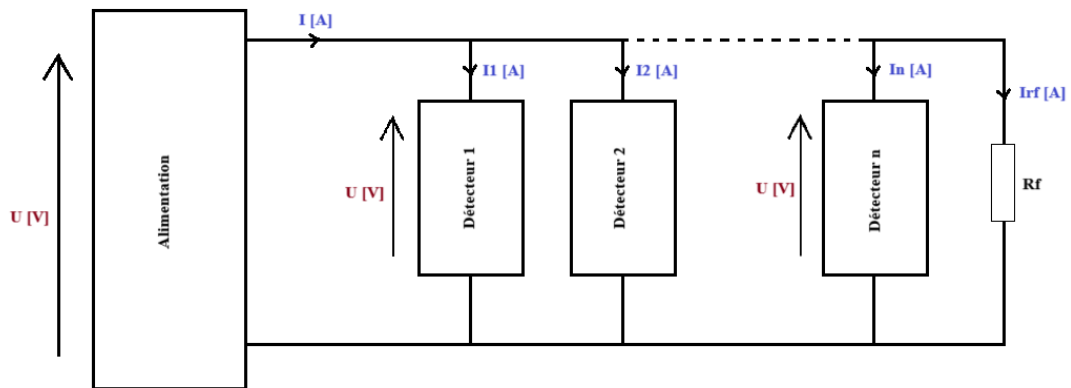 I [A]
I1 [A]
I2 [A]
In [A]
Irf [A]
U [V]
Alimentation
U [V]
Détecteur 1
Détecteur 2
U [V]
Détecteur n
Rf